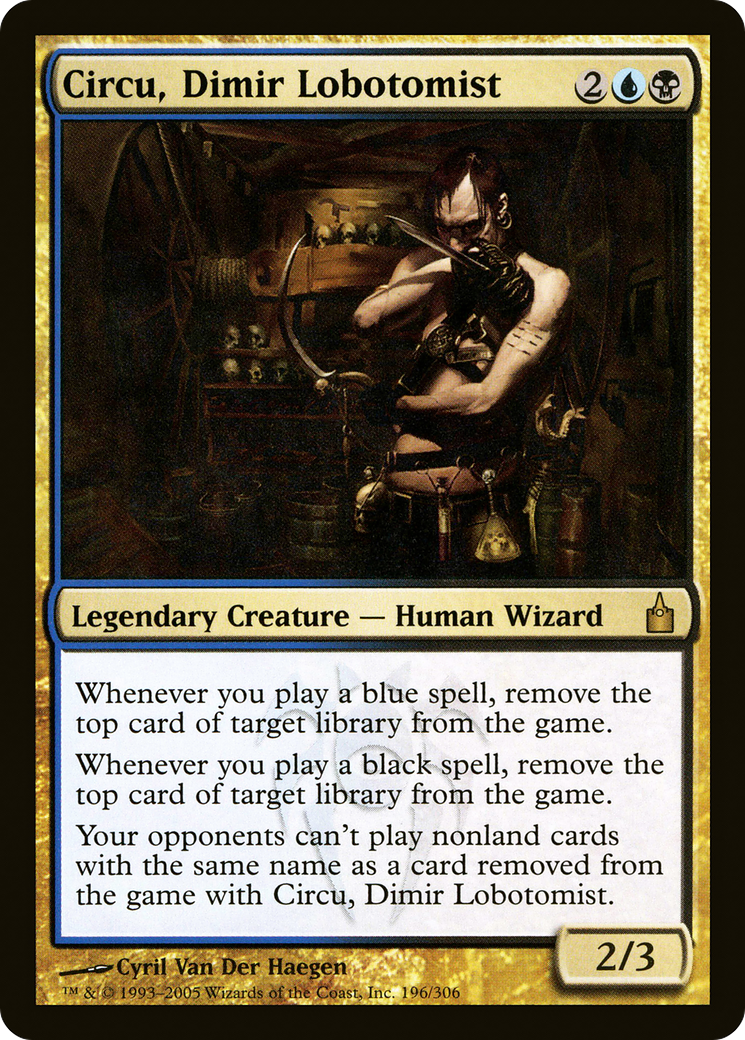 Circu, Dimir Lobotomist 2
Legendary Creature — Human Wizard
Whenever you play a blue spell, remove the
top card of target library from the game.
Whenever you play a black spell, remove the
top card of target library from the game.
Your opponents can't play nonland cards
with the same name as a card removed from
the game with Circu, Dimir Lobotomist.
2/3
Cyril Van Der Haegen
™ & © 1993–2005 Wizards of the Coast, Inc. 196/306